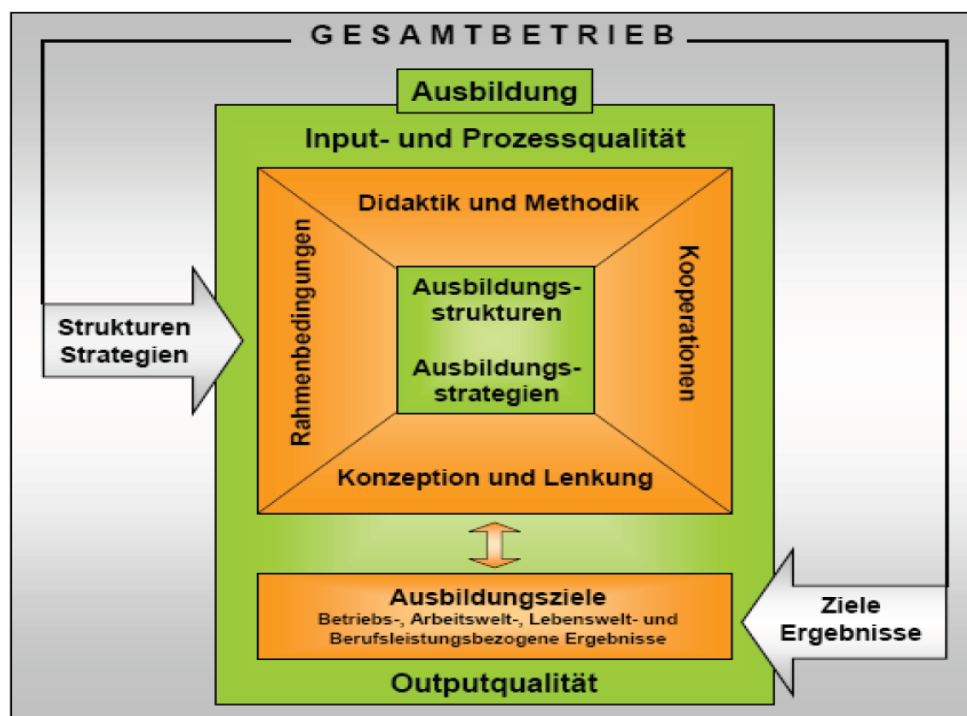 GESAMTBETRIEB
Ausbildung
Input- und Prozessqualität
Didaktik und Methodik
Rahmenbedingungen
Ausbildungs-
strukturen
Ausbildungs-
strategien
Kooperationen
Konzeption und Lenkung
Strukturen
Strategien
Ausbildungsziele
Betriebs-, Arbeitswelt-, Lebenswelt- und
Berufsleistungsbezogene Ergebnisse
Ziele
Ergebnisse
Outputqualität